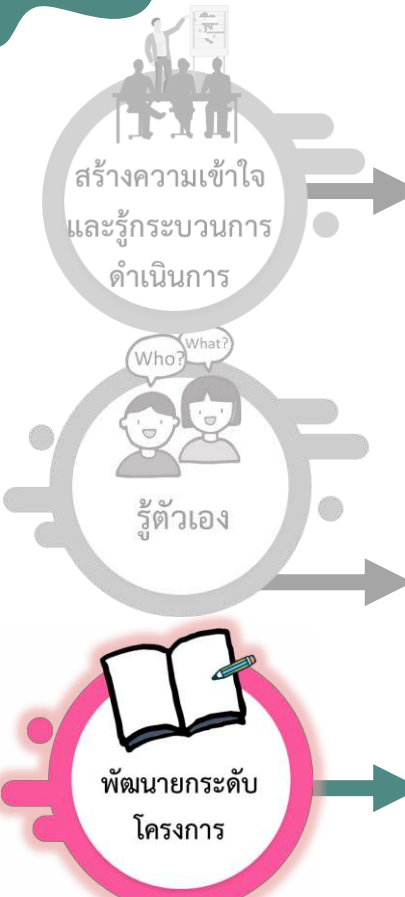 สร้างความเข้าใจ
และรู้กระบวนการ
ดำเนินการ
Who?
What?
รู้ตัวเอง
พัฒนายกระดับ
โครงการ